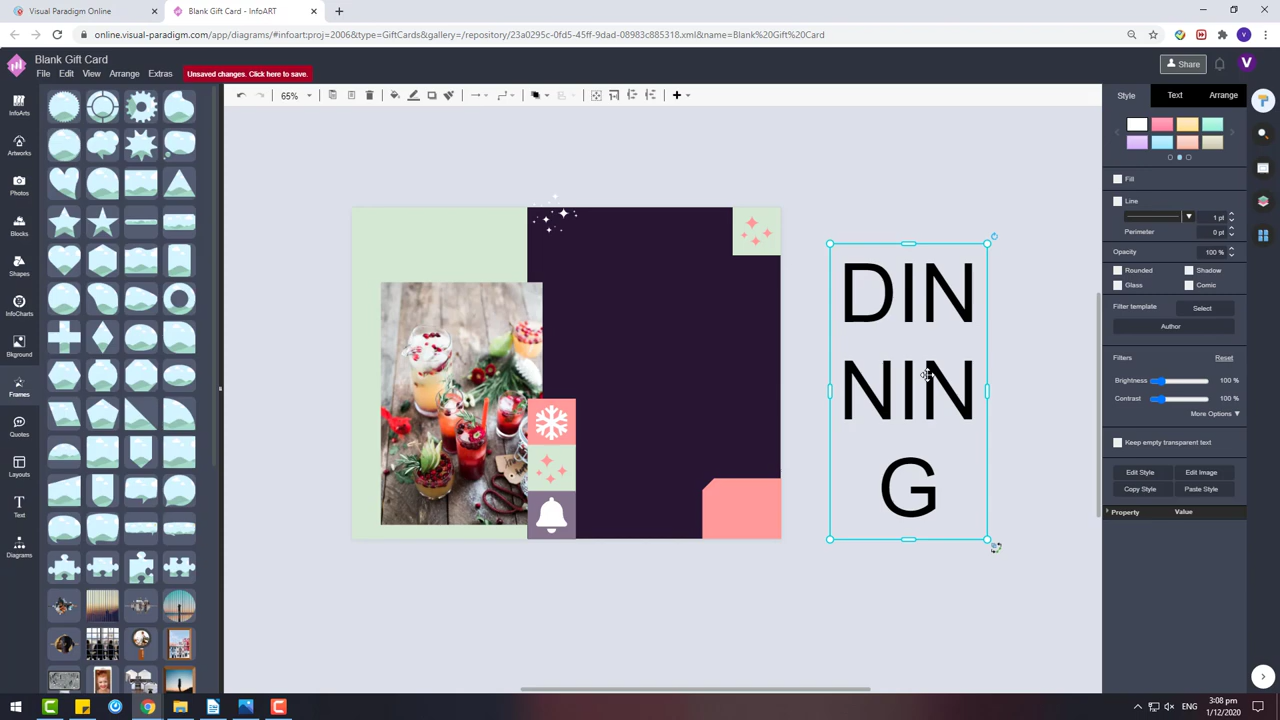 Visual Paradigm Online
Blank Gift Card - InfoART
online.visual-paradigm.com/app/diagrams/#infoart:proj=2006&type=GiftCards&gallery=/repository/23a0295c-0fd5-45ff-9dad-08983c885318.xml&name=Blank%20Gift%20Card
Blank Gift Card
File Edit View Arrange Extras
Unsaved changes. Click here to save.
Share
V
65%
InfoArts
Artworks
Photos
Blocks
Shapes
InfoCharts
Bkground
Frames
Quotes
Layouts
Text
Diagrams
DIN
NIN
G
Style Text Arrange
Fill
Line
1 pt
Perimeter 0 pt
Opacity 100 %
Rounded Shadow
Glass Comic
Filter template Select
Author
Filters Reset
Brightness 100 %
Contrast 100 %
More Options
Keep empty transparent text
Edit Style Edit Image
Copy Style Paste Style
Property Value
ENG
3:08 pm
1/12/2020